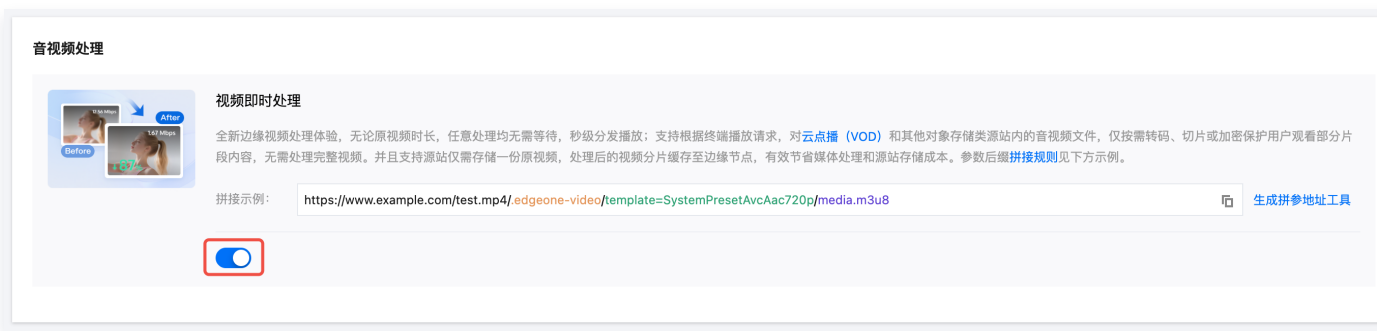 音视频处理
12.56 Mbps
After
1.67 Mbps
Before
视频即时处理
全新边缘视频处理体验，无论原视频时长，任意处理均无需等待，秒级分发播放；支持根据终端播放请求，对云点播（VOD）和其他对象存储类源站内的音视频文件，仅按需转码、切片或加密保护用户观看部分片
段内容，无需处理完整视频。并且支持源站仅需存储一份原视频，处理后的视频分片缓存至边缘节点，有效节省媒体处理和源站存储成本。参数后缀拼接规则见下方示例。
拼接示例：
https://www.example.com/test.mp4/.edgeone-video/template=SystemPresetAvcAac720p/media.m3u8
生成拼参地址工具